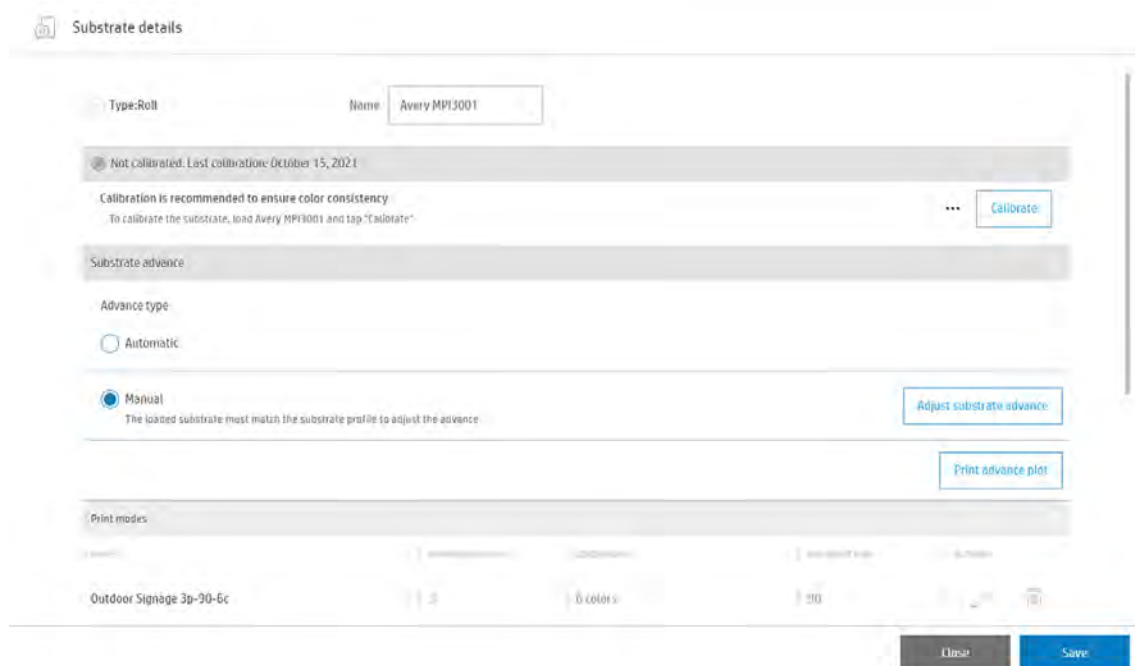 Substrate details
Type:Roll
Name Avery MPI3001
Not calibrated. Last calibration: October 15, 2021
Calibration is recommended to ensure color consistency
To calibrate the substrate, load Avery MPI3001 and tap "Calibrate"
... Calibrate
Substrate advance
Advance type
Automatic
Manual
The loaded substrate must match the substrate profile to adjust the advance
Adjust substrate advance
Print advance plot
Print modes
Outdoor Signage 3p-90-6c 3 6 colors 90
Close Save